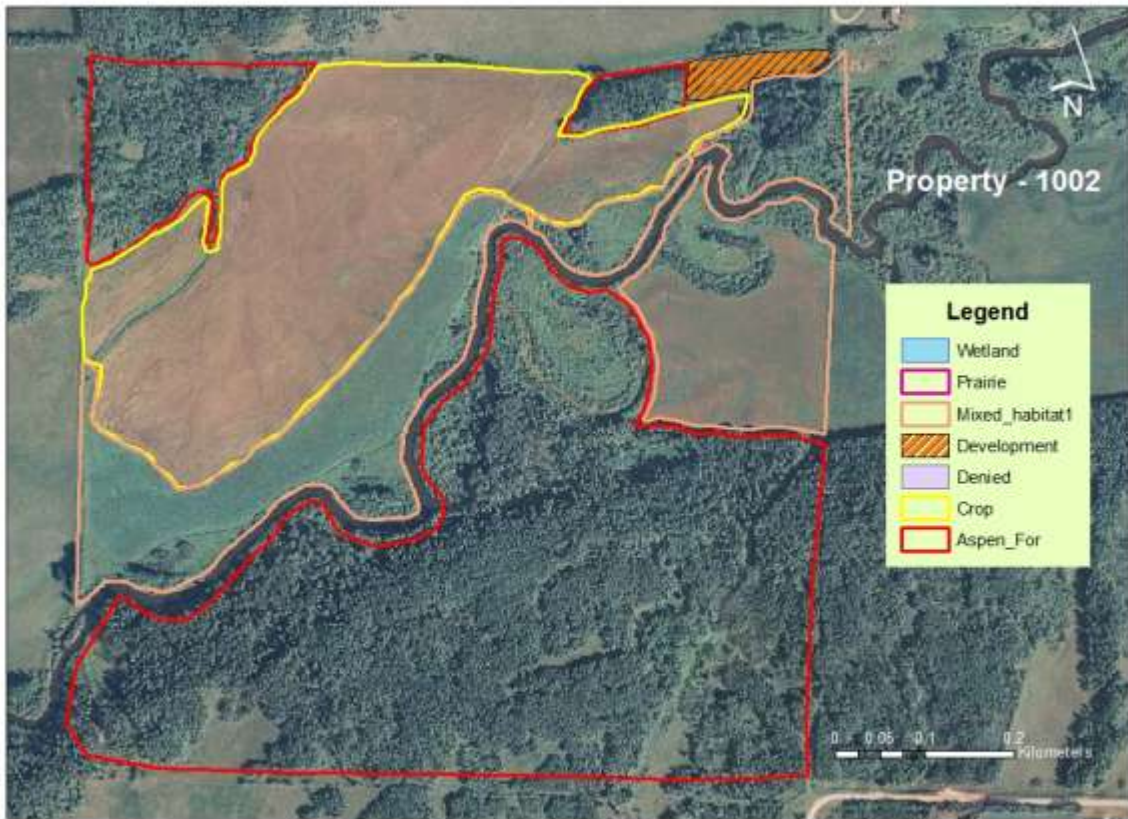 N
Property - 1002
Legend
Wetland
Prairie
Mixed_habitat1
Development
Denied
Crop
Aspen_For
0 0.05 0.1 0.2
Kilometers